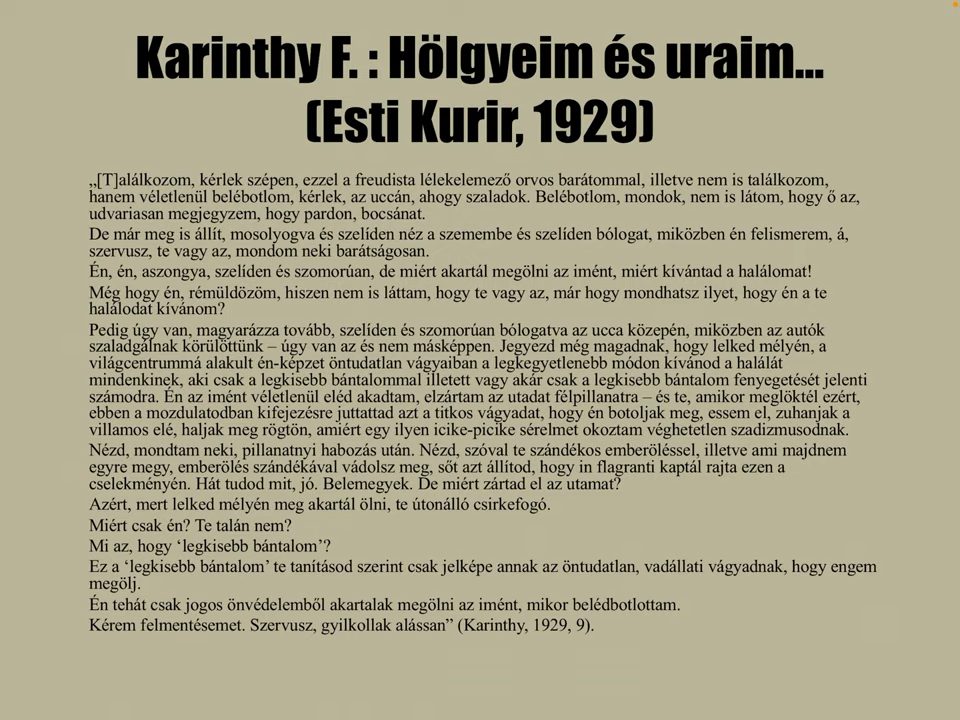 Karinthy F. : Hölgyeim és uraim...
(Esti Kurir, 1929)
„[T]alálkozom, kérlek szépen, ezzel a freudista lélekelemező orvos barátommal, illetve nem is találkozom,
hanem véletlenül belébotlom, kérlek, az uccán, ahogy szaladok. Belébotlom, mondok, nem is látom, hogy ő az,
udvariasan megjegyzem, hogy pardon, bocsánat.
De már meg is állít, mosolyogva és szelíden néz a szemembe és szelíden bólogat, miközben én felismerem, á,
szervusz, te vagy az, mondom neki barátságosan.
Én, én, aszongya, szelíden és szomorúan, de miért akartál megölni az imént, miért kívántad a halálomat!
Még hogy én, rémüldözöm, hiszen nem is láttam, hogy te vagy az, már hogy mondhatsz ilyet, hogy én a te
halálodat kívánom?
Pedig úgy van, magyarázza tovább, szelíden és szomorúan bólogatva az ucca közepén, miközben az autók
szaladgálnak körülöttünk – úgy van az és nem másképpen. Jegyezd még magadnak, hogy lelked mélyén, a
világcentrummá alakult én-képzet öntudatlan vágyaiban a legkegyetlenebb módon kívánod a halálát
mindenkinek, aki csak a legkisebb bántalommal illetett vagy akár csak a legkisebb bántalom fenyegetését jelenti
számodra. Én az imént véletlenül eléd akadtam, elzártam az utadat félpillanatra – és te, amikor meglöktél ezért,
ebben a mozdulatodban kifejezésre juttattad azt a titkos vágyadat, hogy én botoljak meg, essem el, zuhanjak a
villamos elé, haljak meg rögtön, amiért egy ilyen icike-picike sérelmet okoztam véghetetlen szadizmusodnak.
Nézd, mondtam neki, pillanatnyi habozás után. Nézd, szóval te szándékos emberöléssel, illetve ami majdnem
egyre megy, emberölés szándékával vádolsz meg, sőt azt állítod, hogy in flagranti kaptál rajta ezen a
cselekményén. Hát tudod mit, jó. Belemegyek. De miért zártad el az utamat?
Azért, mert lelked mélyén meg akartál ölni, te útonálló csirkefogó.
Miért csak én? Te talán nem?
Mi az, hogy ‘legkisebb bántalom’?
Ez a ‘legkisebb bántalom’ te tanításod szerint csak jelképe annak az öntudatlan, vadállati vágyadnak, hogy engem
megölj.
Én tehát csak jogos önvédelemből akartalak megölni az imént, mikor belédbotlottam.
Kérem felmentésemet. Szervusz, gyilkollak alássan” (Karinthy, 1929, 9).